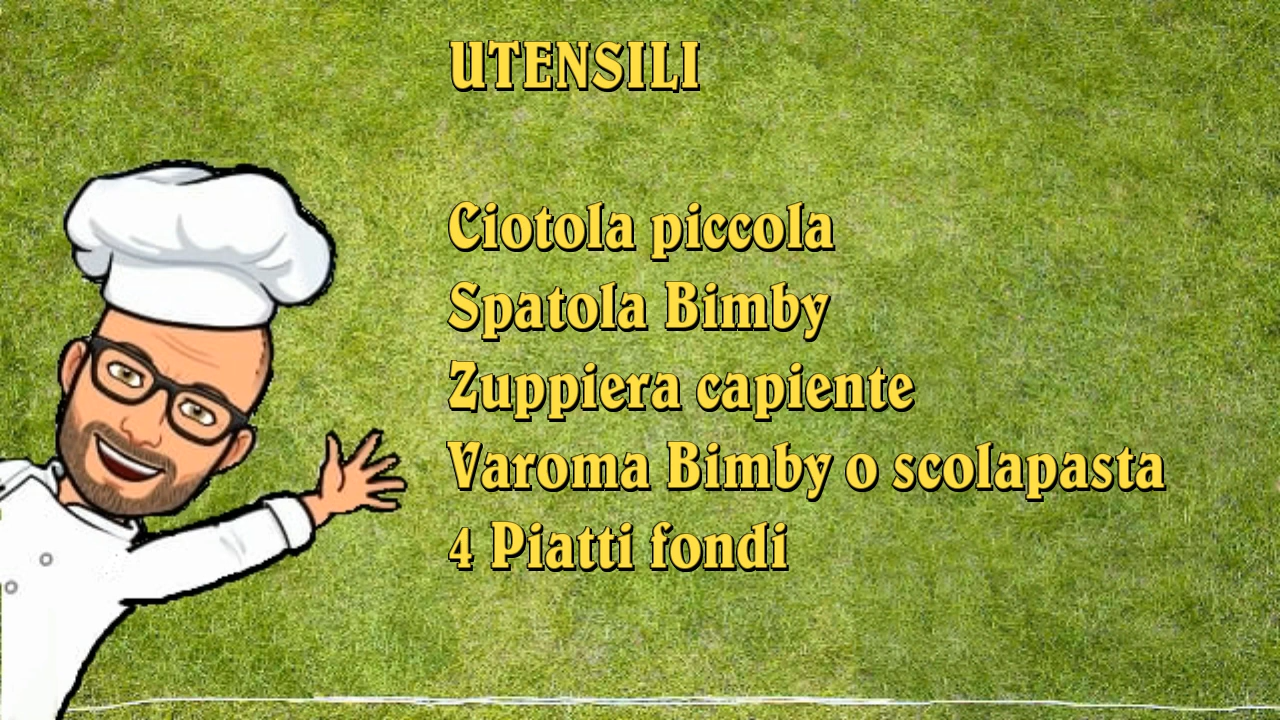 UTENSILI
Ciotola piccola
Spatola Bimby
Zuppiera capiente
Varoma Bimby o scolapasta
4 Piatti fondi